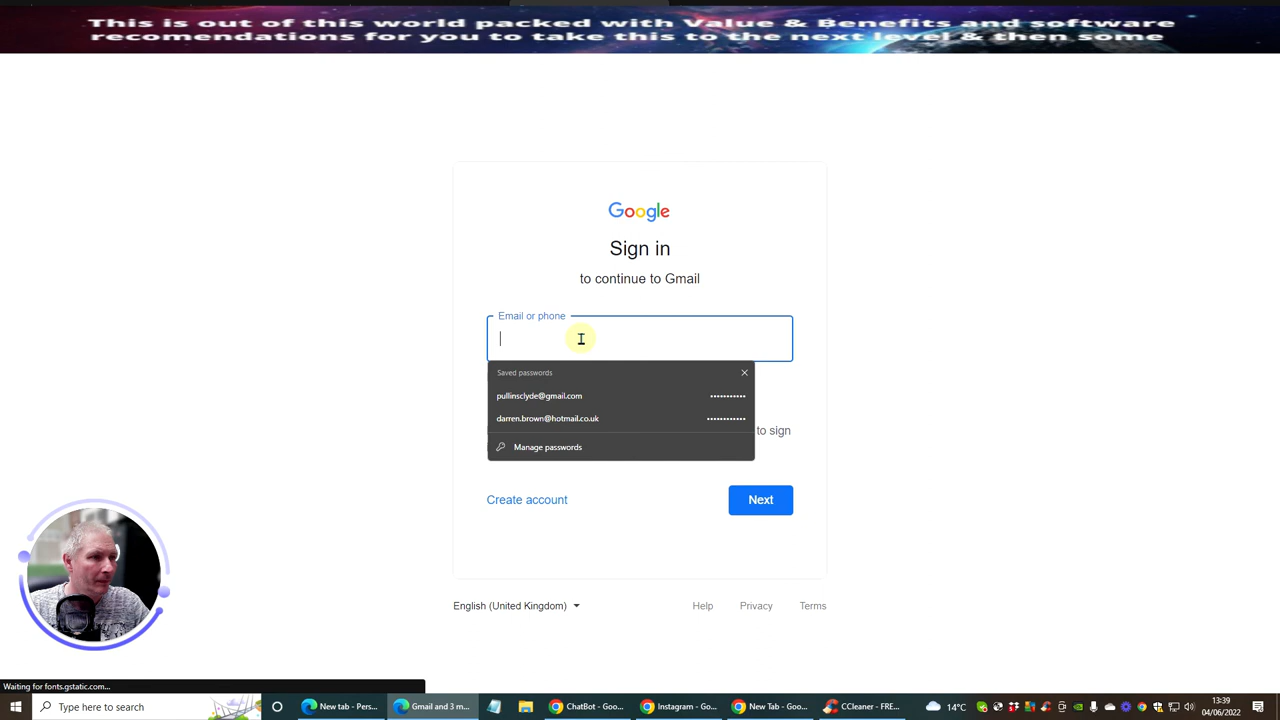 This is out of this world packed with Value & Benefits and software
recomendations for you to take this to the next level & then some
Google
Sign in
to continue to Gmail
Email or phone
Saved passwords
pullinsclyde@gmail.com •••••••••••
darren.brown@hotmail.co.uk ••••••••••••
Manage passwords
to sign
Create account
Next
English (United Kingdom)
Help
Privacy
Terms
Waiting for fonts.gstatic.com...
Type here to search
New tab - Pers...
Gmail and 3 m...
ChatBot - Goo...
Instagram - Go...
New Tab - Goo...
CCleaner - FRE...
14°C
13:39
04/06/2022